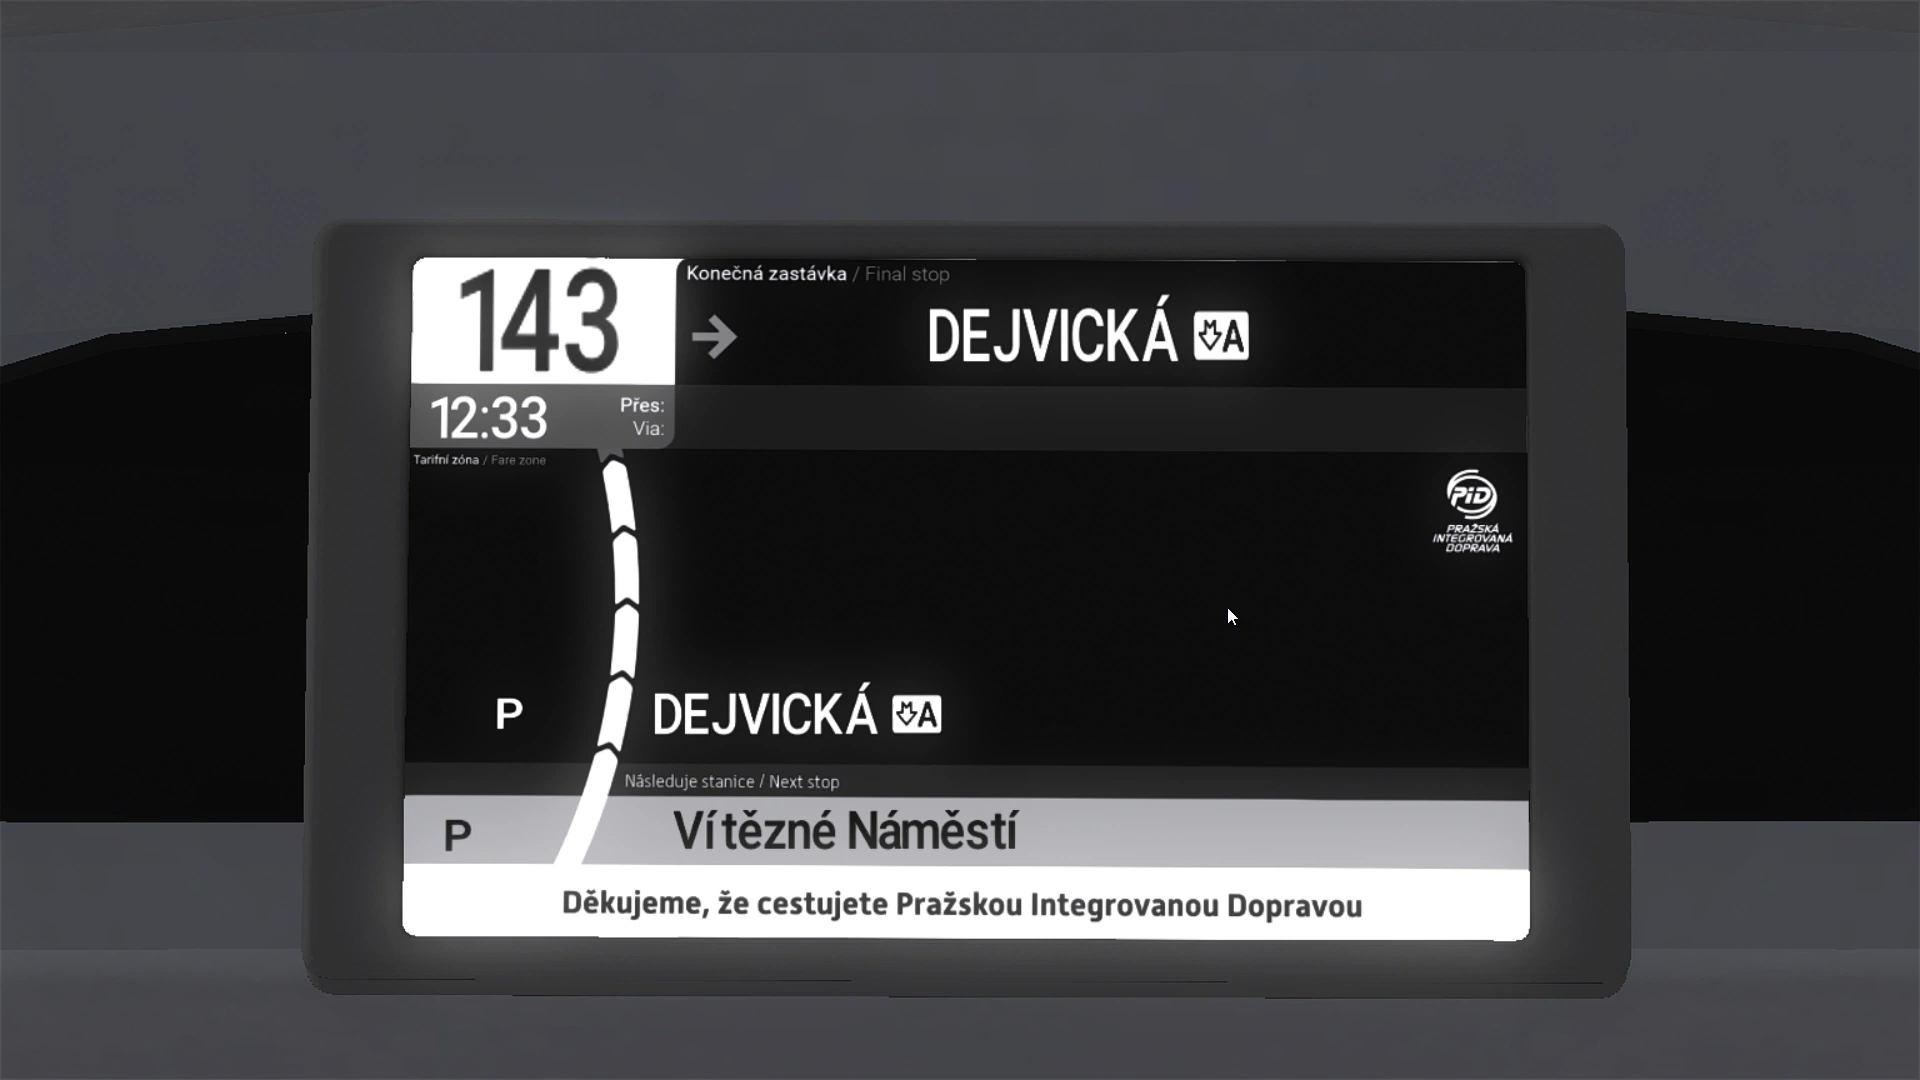 143
Konečná zastávka / Final stop
DEJVICKÁ A
12:33
Přes:
Via:
Tarifní zóna / Fare zone
PiD
PRAŽSKÁ
INTEGROVANÁ
DOPRAVA
P DEJVICKÁ A
Následuje stanice / Next stop
P Vítězné Náměstí
Děkujeme, že cestujete Pražskou Integrovanou Dopravou